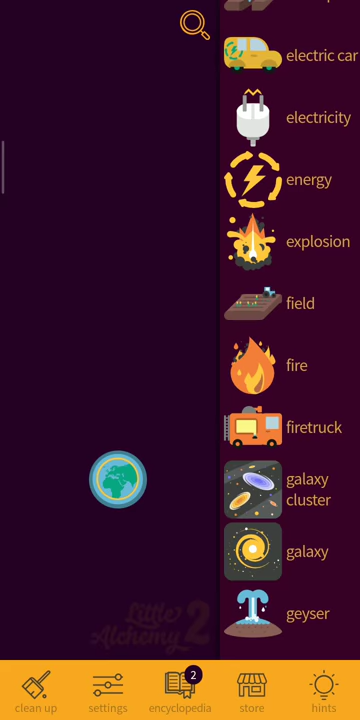 electric car
electricity
energy
explosion
field
fire
firetruck
galaxy
cluster
galaxy
geyser
Little
Alchemy 2
2
clean up
settings
encyclopedia
store
hints